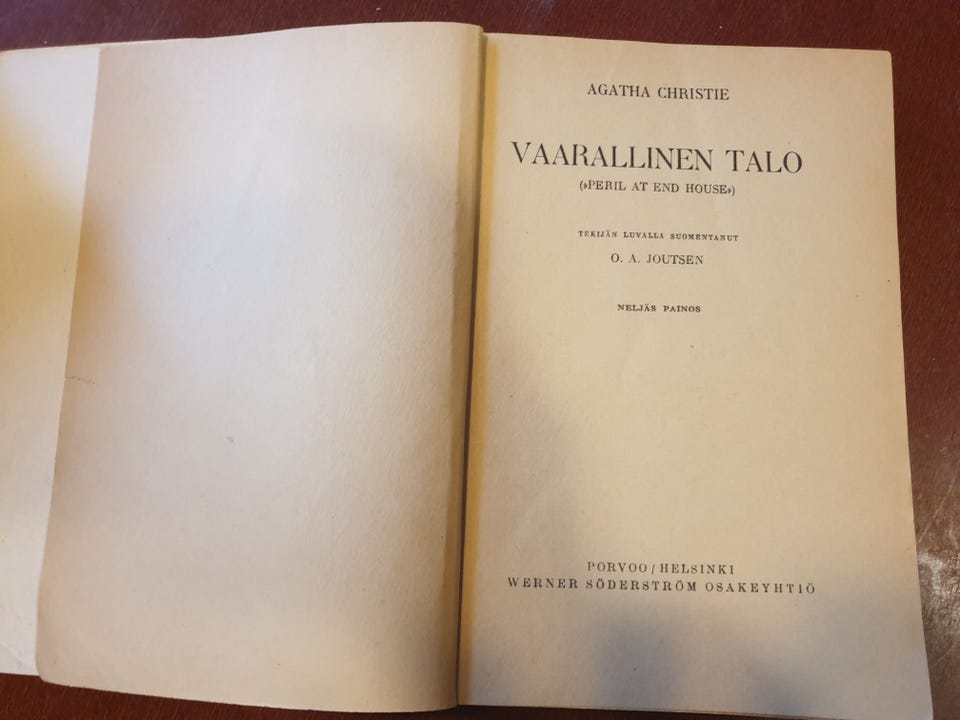 AGATHA CHRISTIE
VAARALLINEN TALO
(»PERIL AT END HOUSE»)
TEKIJÄN LUVALLA SUOMENTANUT
O. A. JOUTSEN
NELJÄS PAINOS
PORVOO / HELSINKI
WERNER SÖDERSTRÖM OSAKEYHTIÖ